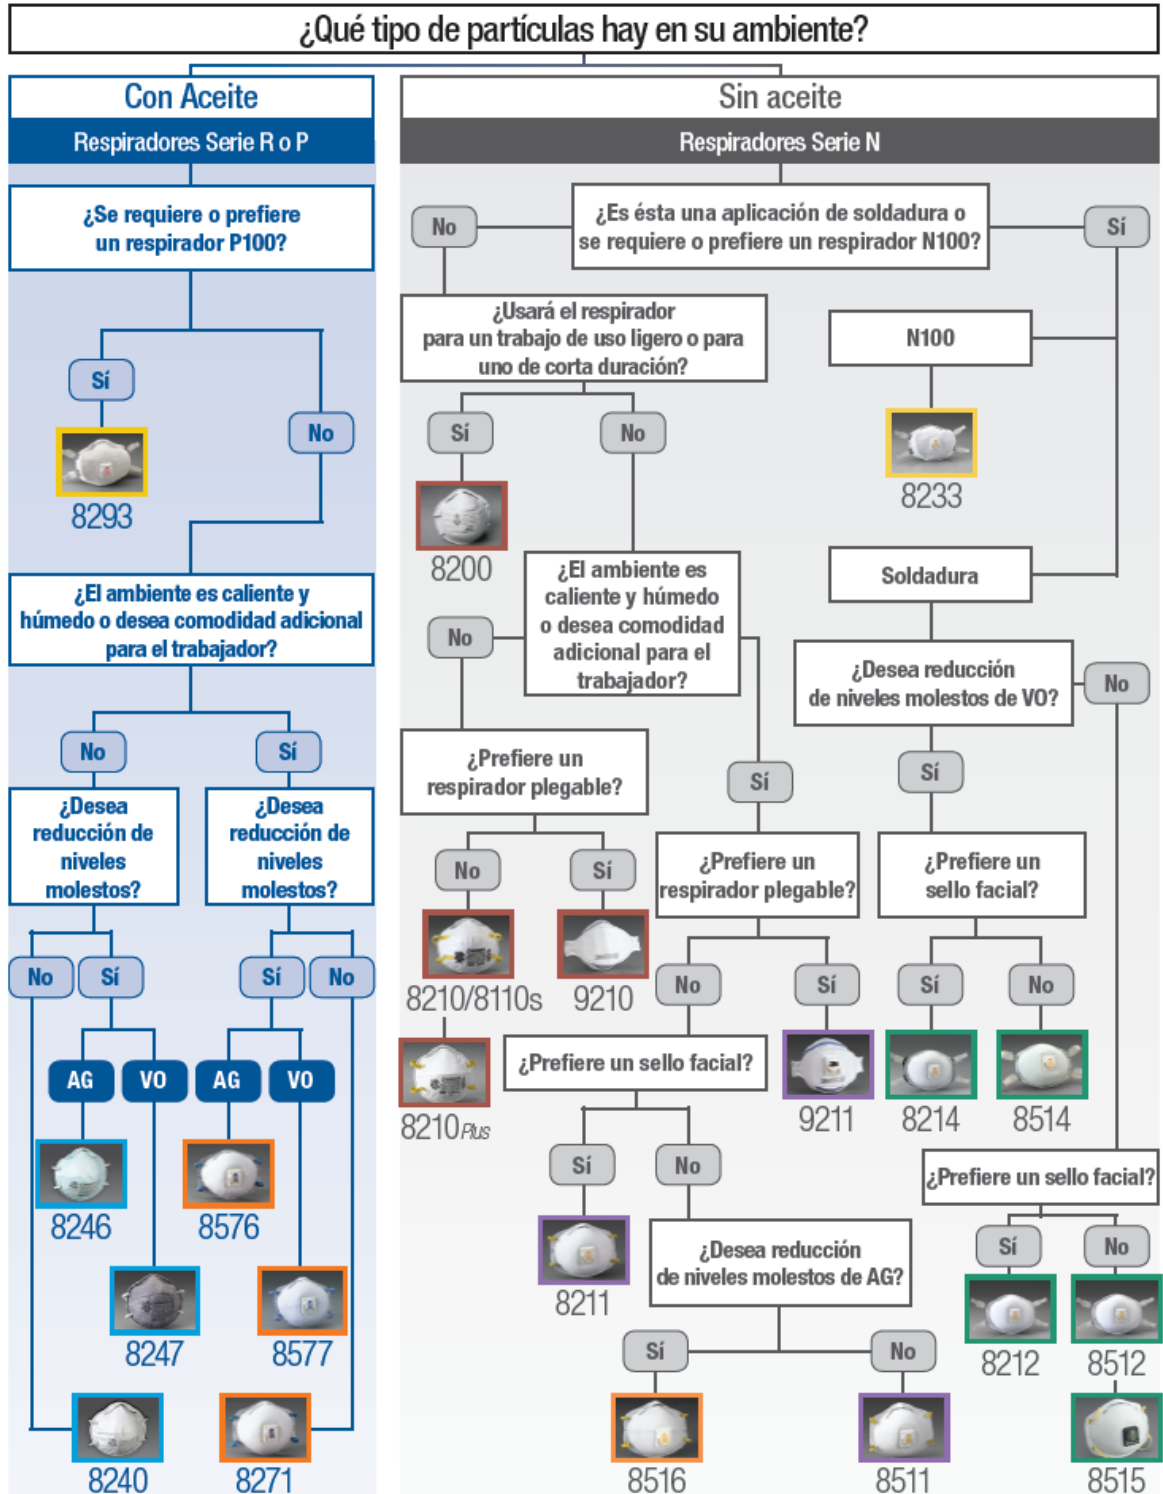 ¿Qué tipo de partículas hay en su ambiente?
Con Aceite
Respiradores Serie R o P
¿Se requiere o prefiere
un respirador P100?
Sí
No
8293
¿El ambiente es caliente y
húmedo o desea comodidad adicional
para el trabajador?
No
Sí
¿Desea
reducción de
niveles
molestos?
¿Desea
reducción de
niveles
molestos?
No
Sí
Sí
No
AG
VO
AG
VO
8246
8576
8247
8577
8240
8271
Sin aceite
Respiradores Serie N
¿Es ésta una aplicación de soldadura o
se requiere o prefiere un respirador N100?
No
Sí
¿Usará el respirador
para un trabajo de uso ligero o para
uno de corta duración?
Sí
No
8200
¿El ambiente es
caliente y húmedo
o desea comodidad
adicional para el
trabajador?
No
Sí
¿Prefiere un
respirador plegable?
No
Sí
8210/8110s
9210
8210 Plus
¿Prefiere un
respirador plegable?
No
Sí
9211
¿Prefiere un sello facial?
Sí
No
8211
¿Desea reducción
de niveles molestos de AG?
Sí
No
8516
8511
N100
8233
Soldadura
¿Desea reducción
de niveles molestos de VO?
No
Sí
¿Prefiere un
sello facial?
Sí
No
8214
8514
¿Prefiere un sello facial?
Sí
No
8212
8512
8515